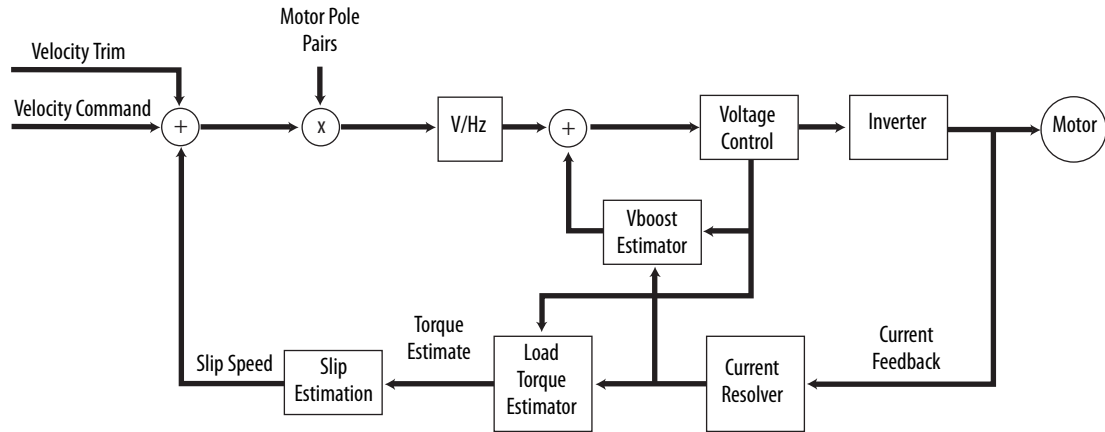 Motor Pole
Pairs
Velocity Trim
Velocity Command
+
x
V/Hz
+
Voltage
Control
Inverter
Motor
Vboost
Estimator
Torque
Estimate
Current
Feedback
Slip Speed
Slip
Estimation
Load
Torque
Estimator
Current
Resolver